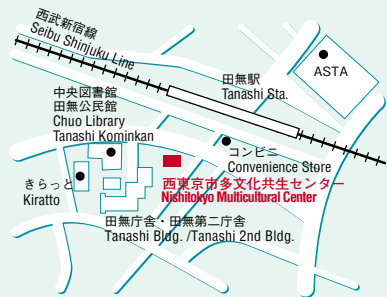 西武新宿線
Seibu Shinjuku Line
田無駅
Tanashi Sta.
ASTA
中央図書館
田無公民館
Chuo Library
Tanashi Kominkan
コンビニ
Convenience Store
きらっと
Kiratto
西東京市多文化共生センター
Nishitokyo Multicultural Center
田無庁舎・田無第二庁舎
Tanashi Bldg. /Tanashi 2nd Bldg.